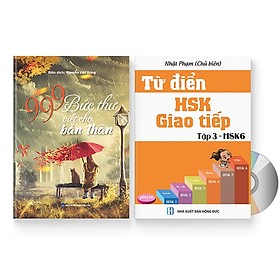 Biên dịch: Nguyễn Việt Dũng
999
Bức thư
viết cho
bản thân
Nhật Phạm (Chủ biên)
Từ điển
HSK
Giao tiếp
Tập 3 - HSK6
NHÀ XUẤT BẢN HỒNG ĐỨC